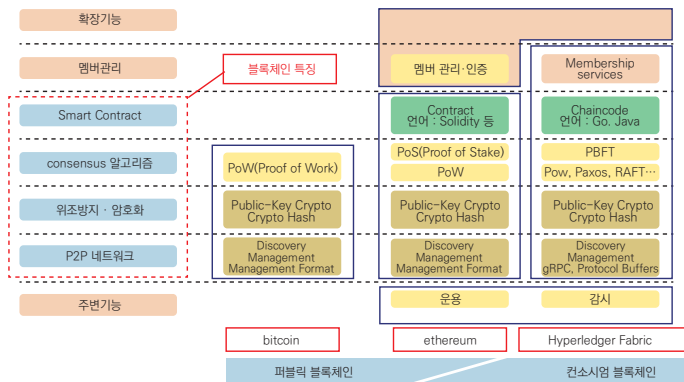 확장기능
멤버관리
블록체인 특징
멤버 관리·인증
Membership
services
Smart Contract
Contract
언어 : Solidity 등
Chaincode
언어 : Go. Java
consensus 알고리즘
PoW(Proof of Work)
PoS(Proof of Stake)
PoW
PBFT
Pow, Paxos, RAFT…
위조방지 · 암호화
Public-Key Crypto
Crypto Hash
Public-Key Crypto
Crypto Hash
Public-Key Crypto
Crypto Hash
P2P 네트워크
Discovery
Management
Management Format
Discovery
Management
Management Format
Discovery
Management
gRPC, Protocol Buffers
주변기능
운용
감시
bitcoin
ethereum
Hyperledger Fabric
퍼블릭 블록체인
컨소시엄 블록체인